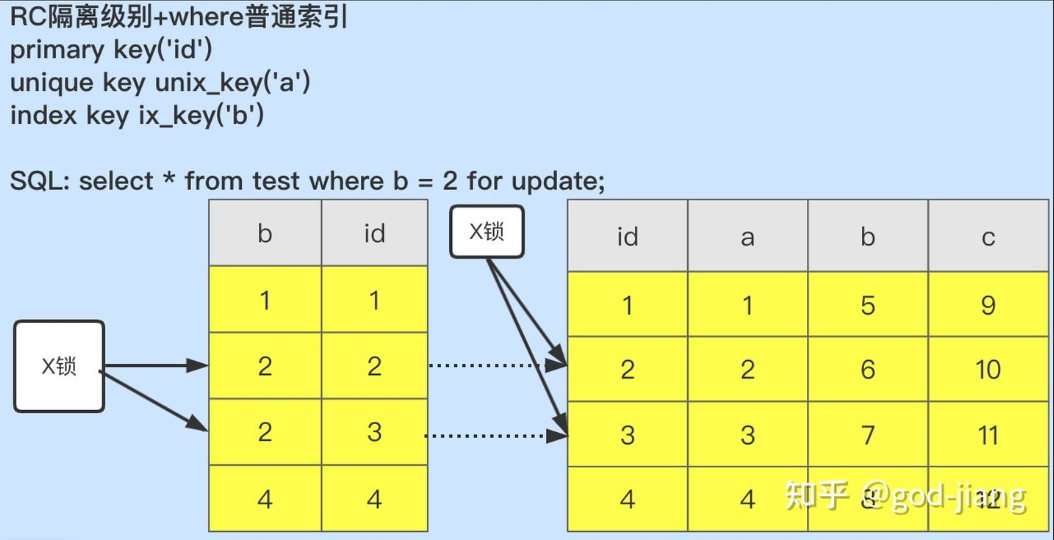 RC隔离级别+where普通索引
primary key('id')
unique key unix_key('a')
index key ix_key('b')
SQL: select * from test where b = 2 for update;
X锁
X锁
b id
1 1
2 2
2 3
4 4
id a b c
1 1 5 9
2 2 6 10
3 3 7 11
4 4 8 12
知乎 @god-jiang